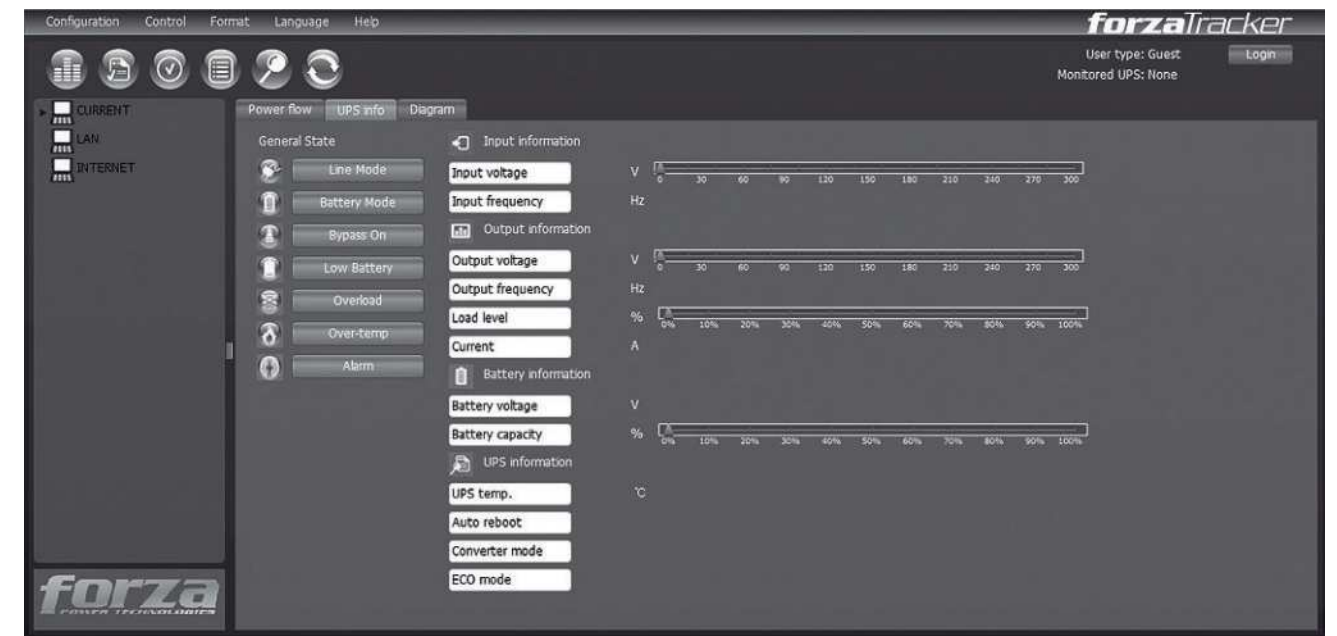 Configuration Control Format Language Help
forzaTracker
User type: Guest Login
Monitored UPS: None
CURRENT
LAN
INTERNET
Power flow UPS info Diagram
General State
Line Mode
Battery Mode
Bypass On
Low Battery
Overload
Over-temp
Alarm
Input information
Input voltage V 0 30 60 90 120 150 180 210 240 270 300
Input frequency Hz
Output information
Output voltage V 0 30 60 90 120 150 180 210 240 270 300
Output frequency Hz
Load level % 0% 10% 20% 30% 40% 50% 60% 70% 80% 90% 100%
Current A
Battery information
Battery voltage V
Battery capacity % 0% 10% 20% 30% 40% 50% 60% 70% 80% 90% 100%
UPS information
UPS temp. °C
Auto reboot
Converter mode
ECO mode
forza
POWER TECHNOLOGIES